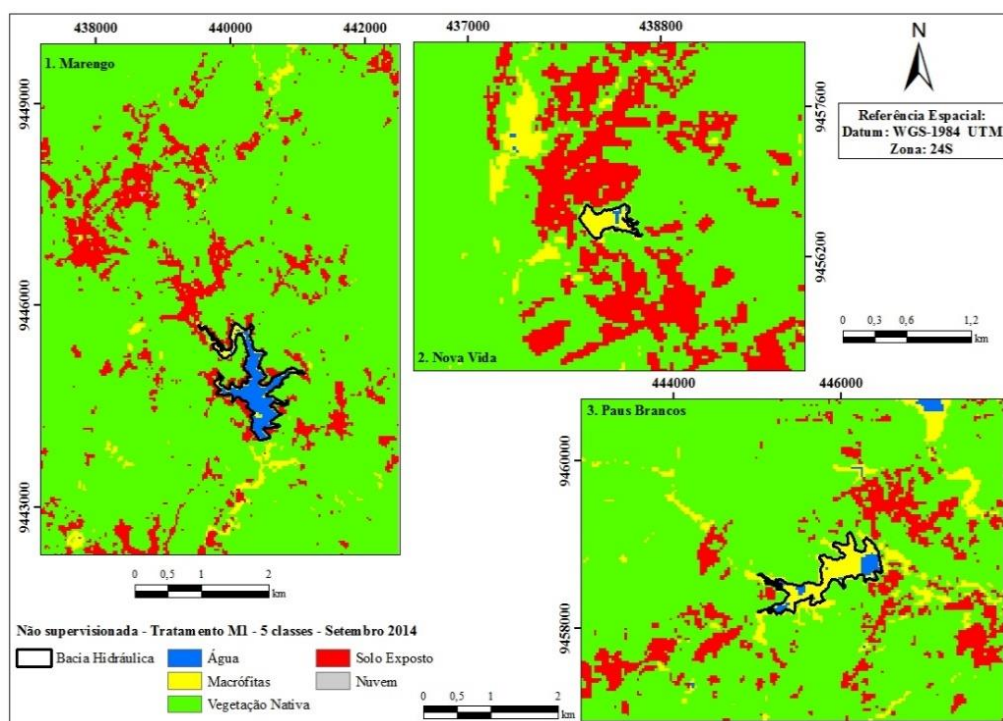 438000 440000 442000
437000 438800
N
1. Marengo
9449000
9446000
9443000
9457600
9456200
Referência Espacial:
Datum : WGS-1984 UTM
Zona: 24S
2. Nova Vida
0 0,3 0,6 1,2
km
444000 446000
3. Paus Brancos
9460000
9458000
0 0,5 1 2
km
Não supervisionada - Tratamento M1 - 5 classes - Setembro 2014
Bacia Hidráulica Água Solo Exposto
Macrófitas Nuvem
Vegetação Nativa
0 0,5 1 2
km